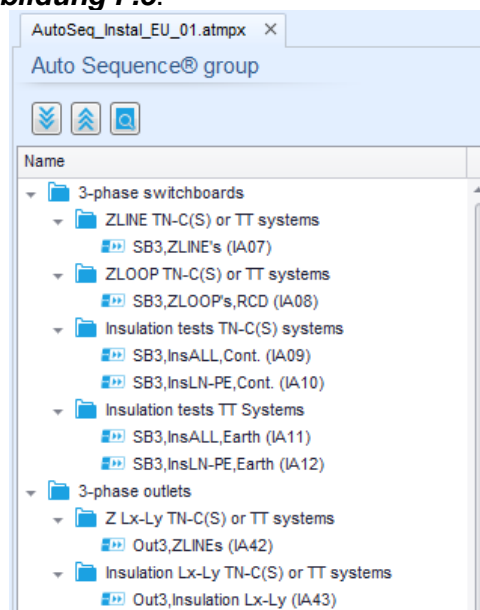 bildung F.3:
AutoSeq_Instal_EU_01.atmpx ×
Auto Sequence® group
Name
3-phase switchboards
ZLINE TN-C(S) or TT systems
SB3,ZLINE's (IA07)
ZLOOP TN-C(S) or TT systems
SB3,ZLOOP's,RCD (IA08)
Insulation tests TN-C(S) systems
SB3,InsALL,Cont. (IA09)
SB3,InsLN-PE,Cont. (IA10)
Insulation tests TT Systems
SB3,InsALL,Earth (IA11)
SB3,InsLN-PE,Earth (IA12)
3-phase outlets
Z Lx-Ly TN-C(S) or TT systems
Out3,ZLINEs (IA42)
Insulation Lx-Ly TN-C(S) or TT systems
Out3,Insulation Lx-Ly (IA43)